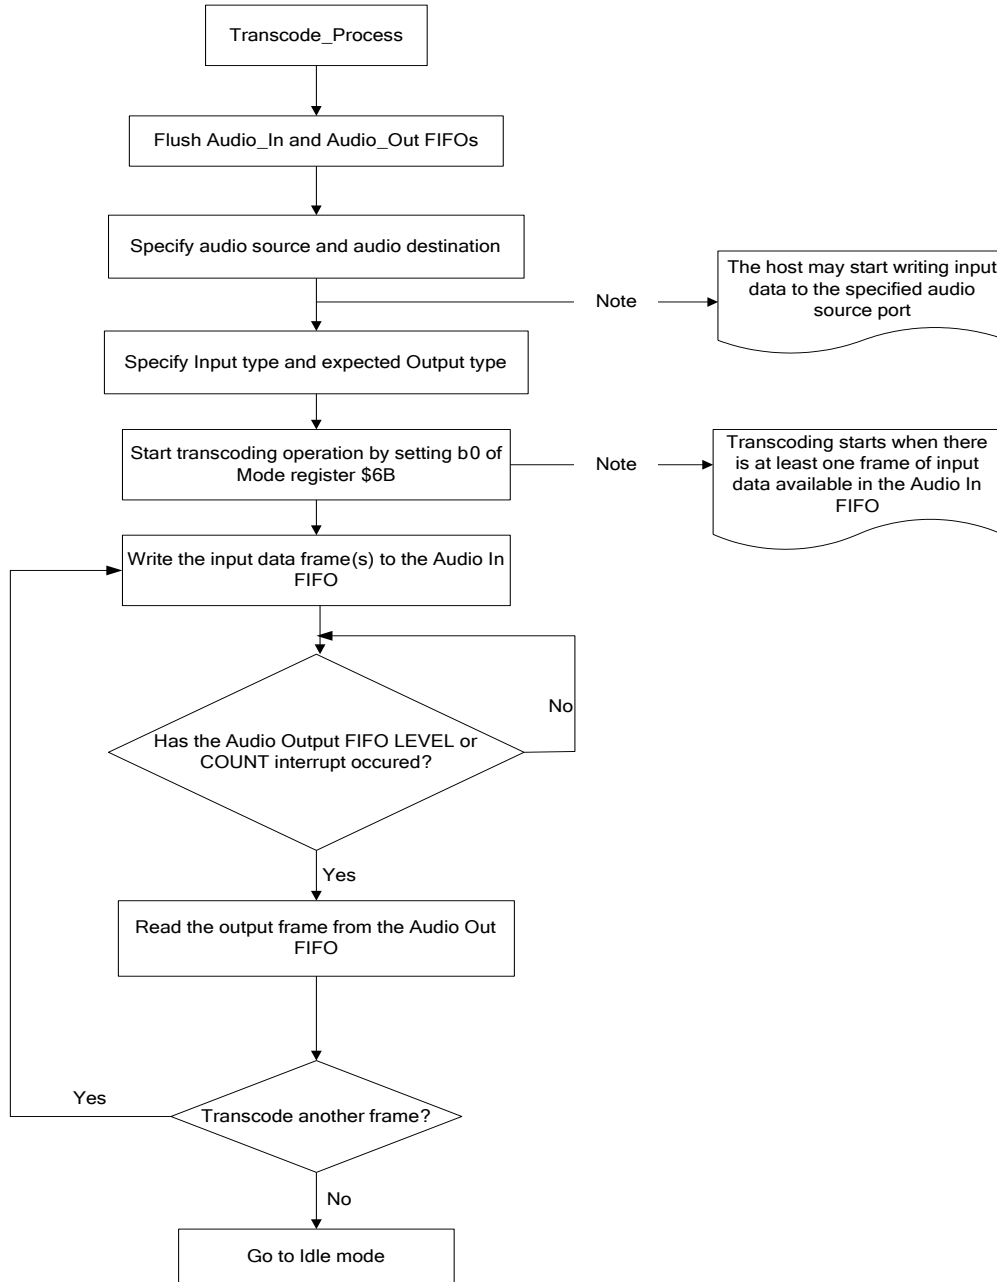 Transcode_Process
Flush Audio_In and Audio_Out FIFOs
Specify audio source and audio destination
Note
The host may start writing input
data to the specified audio
source port
Specify Input type and expected Output type
Start transcoding operation by setting b0 of
Mode register $6B
Note
Transcoding starts when there
is at least one frame of input
data available in the Audio In
FIFO
Write the input data frame(s) to the Audio In
FIFO
No
Has the Audio Output FIFO LEVEL or
COUNT interrupt occured?
Yes
Read the output frame from the Audio Out
FIFO
Yes
Transcode another frame?
No
Go to Idle mode